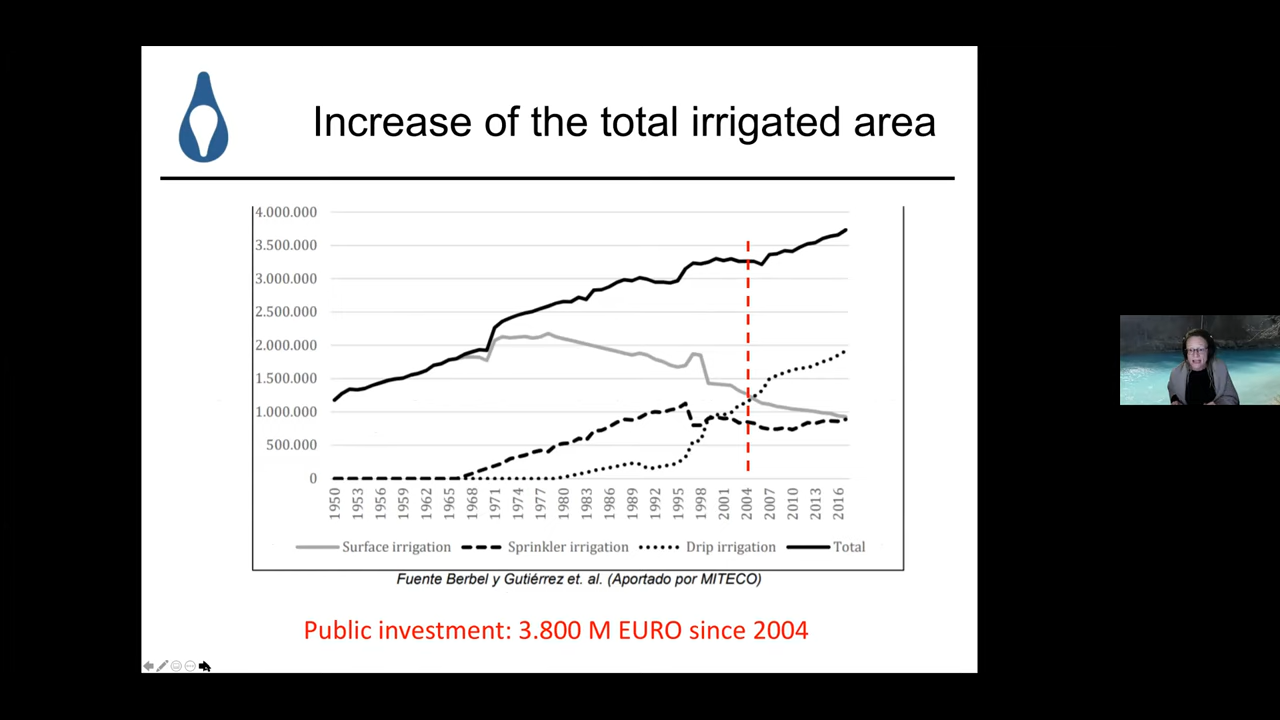 Increase of the total irrigated area
4.000.000
3.500.000
3.000.000
2.500.000
2.000.000
1.500.000
1.000.000
500.000
0
1950 1953 1956 1959 1962 1965 1968 1971 1974 1977 1980 1983 1986 1989 1992 1995 1998 2001 2004 2007 2010 2013 2016
Surface irrigation Sprinkler irrigation Drip irrigation Total
Fuente Berbel y Gutiérrez et. al. (Aportado por MITECO)
Public investment: 3.800 M EURO since 2004